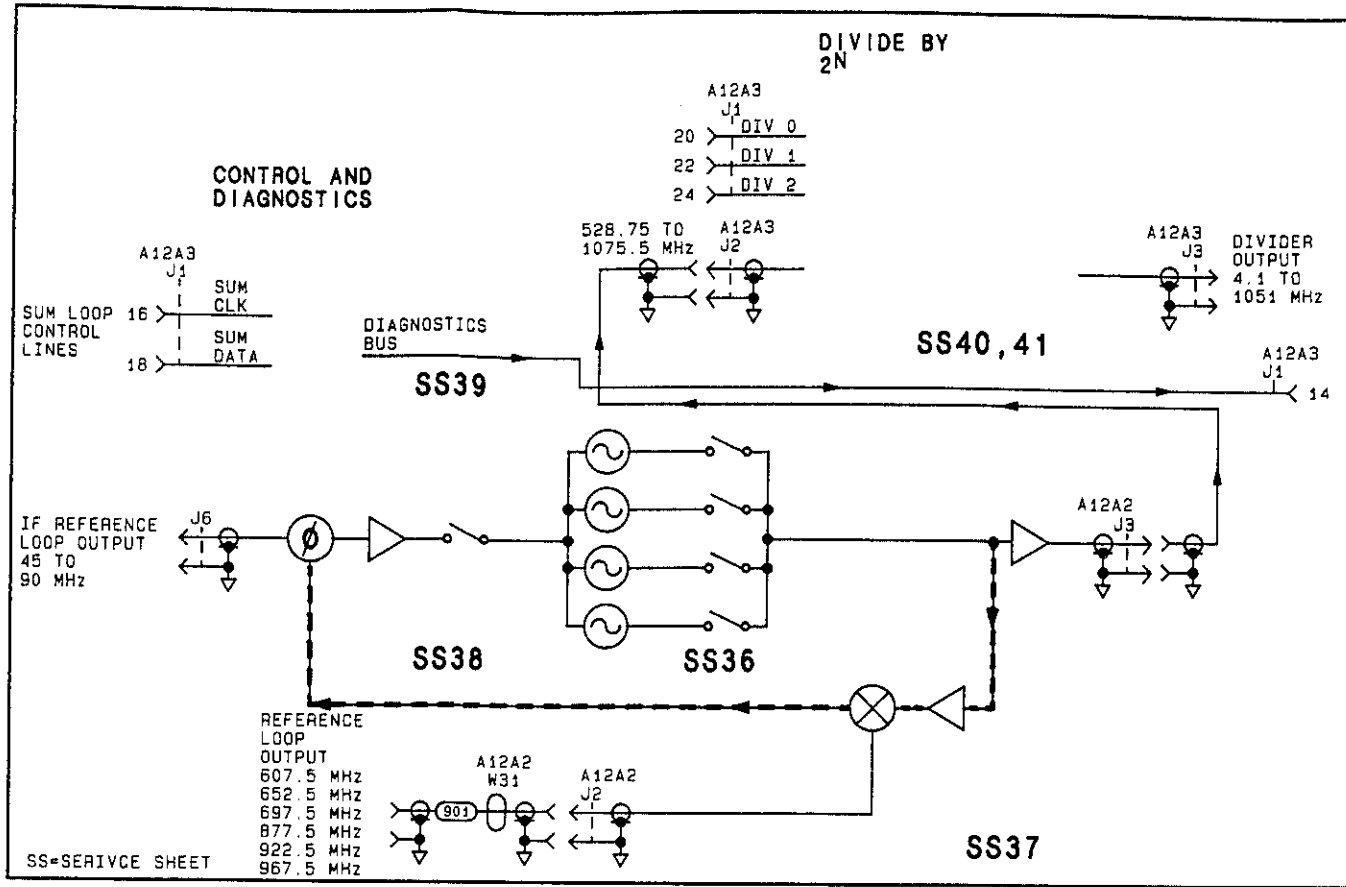 DIVIDE BY
2N
A12A3
J1
20 DIV 0
22 DIV 1
24 DIV 2
CONTROL AND
DIAGNOSTICS
A12A3
J1
SUM LOOP
CONTROL
LINES
16 SUM
CLK
18 SUM
DATA
528.75 TO
1075.5 MHz
A12A3
J2
A12A3
J3
DIVIDER
OUTPUT
4.1 TO
1051 MHz
DIAGNOSTICS
BUS
SS39
SS40,41
A12A3
J1
14
IF REFERENCE
LOOP OUTPUT
45 TO
90 MHz
J6
ø
A12A2
J3
SS38
SS36
REFERENCE
LOOP
OUTPUT
607.5 MHz
652.5 MHz
697.5 MHz
877.5 MHz
922.5 MHz
967.5 MHz
901
A12A2
W31
A12A2
J2
SS37
SS=SERIVCE SHEET